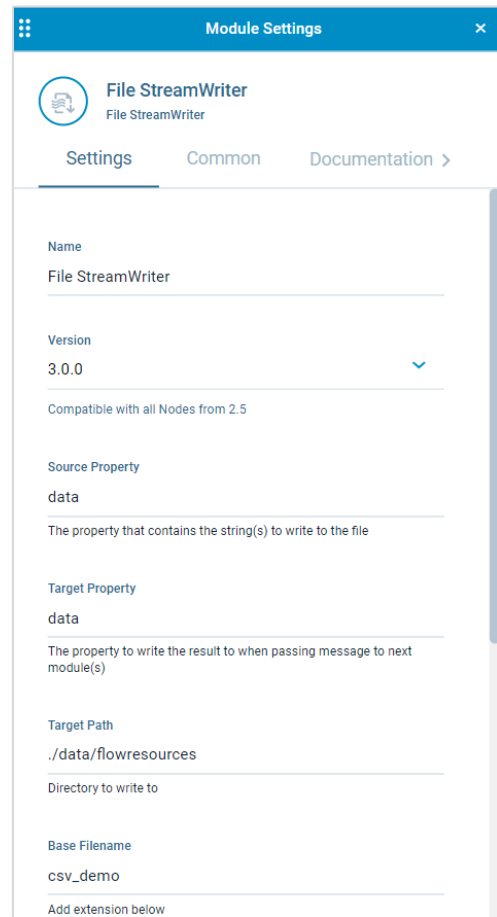 Module Settings
File StreamWriter
File StreamWriter
Settings Common Documentation
Name
File StreamWriter
Version
3.0.0
Compatible with all Nodes from 2.5
Source Property
data
The property that contains the string(s) to write to the file
Target Property
data
The property to write the result to when passing message to next
module(s)
Target Path
./data/flowresources
Directory to write to
Base Filename
csv_demo
Add extension below